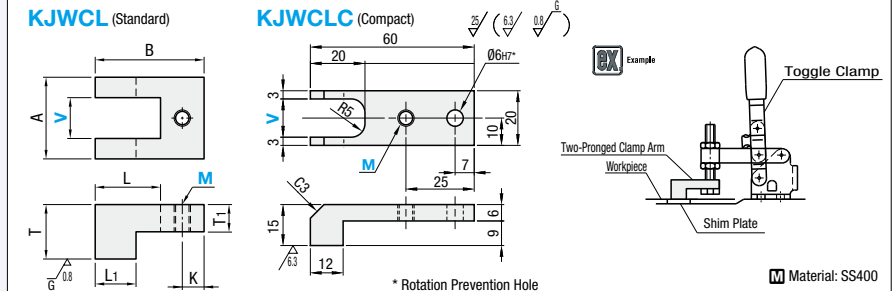 KJWCL (Standard)
B
A
V
L
M
T
T1
L1
K
G 0.8
KJWCLC (Compact)
25 ( 6.3 0.8 G )
60
20
Ø6H7*
3
V
3
R5
M
10
20
7
25
C3
15
6
9
6.3
12
* Rotation Prevention Hole
ex Example
Toggle Clamp
Two-Pronged Clamp Arm
Workpiece
Shim Plate
M Material: SS400